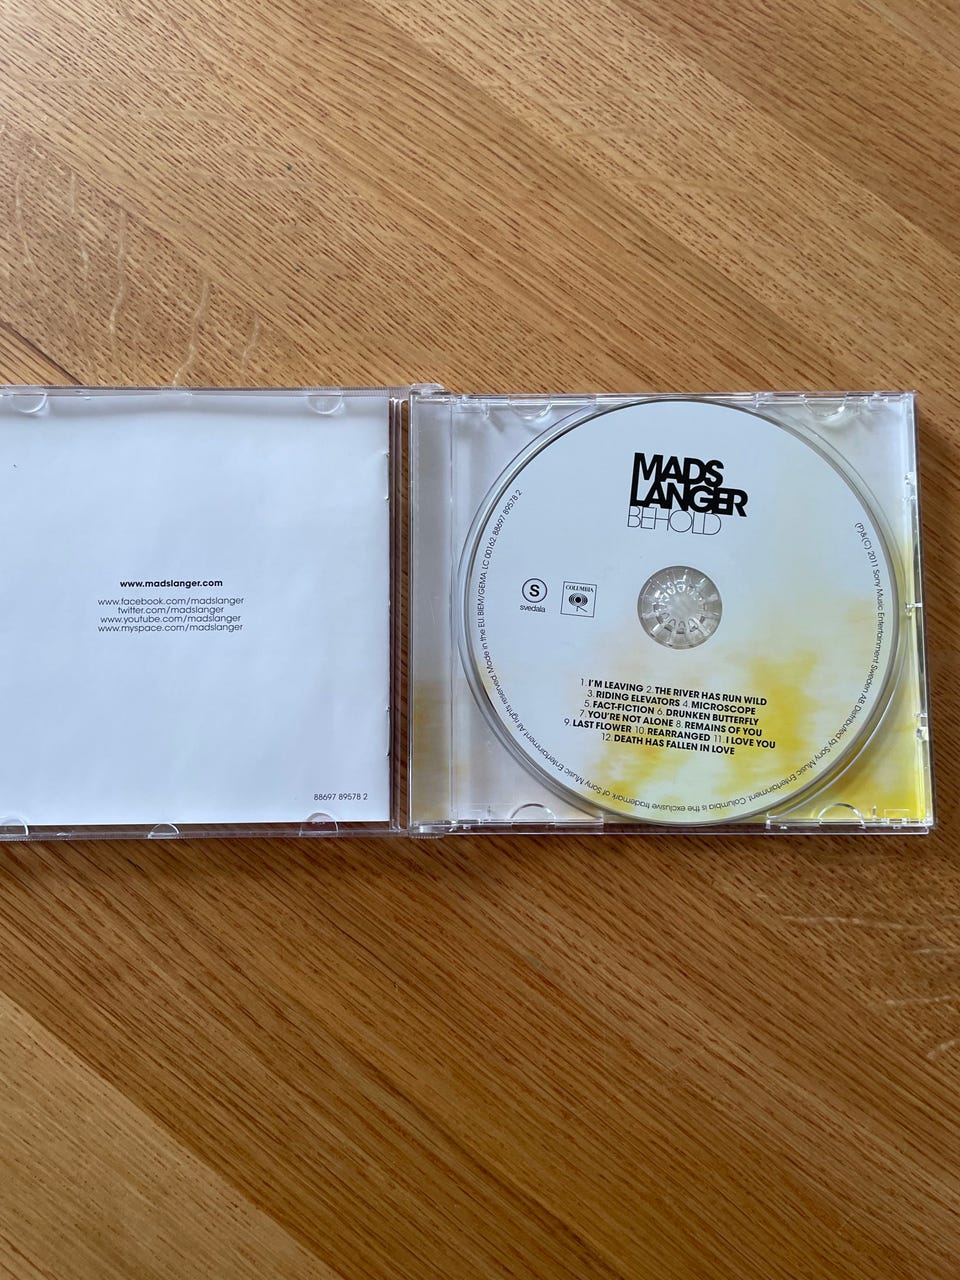 www.madslanger.com
www.facebook.com/madslanger
twitter.com/madslanger
www.youtube.com/madslanger
www.myspace.com/madslanger
88697 89578 2
MADS
LANGER
BEHOLD
S
svedala
COLUMBIA
1. I'M LEAVING 2. THE RIVER HAS RUN WILD
3. RIDING ELEVATORS 4. MICROSCOPE
5. FACT-FICTION 6. DRUNKEN BUTTERFLY
7. YOU'RE NOT ALONE 8. REMAINS OF YOU
9. LAST FLOWER 10. REARRANGED 11. I LOVE YOU
12. DEATH HAS FALLEN IN LOVE
(P)&(C) 2011 Sony Music Entertainment Sweden AB Distributed by Sony Music Entertainment. Columbia is the exclusive trademark of Sony Music Entertainment. All rights reserved. Made in the EU. BIEM/GEMA. LC 00162. 88697 89578 2